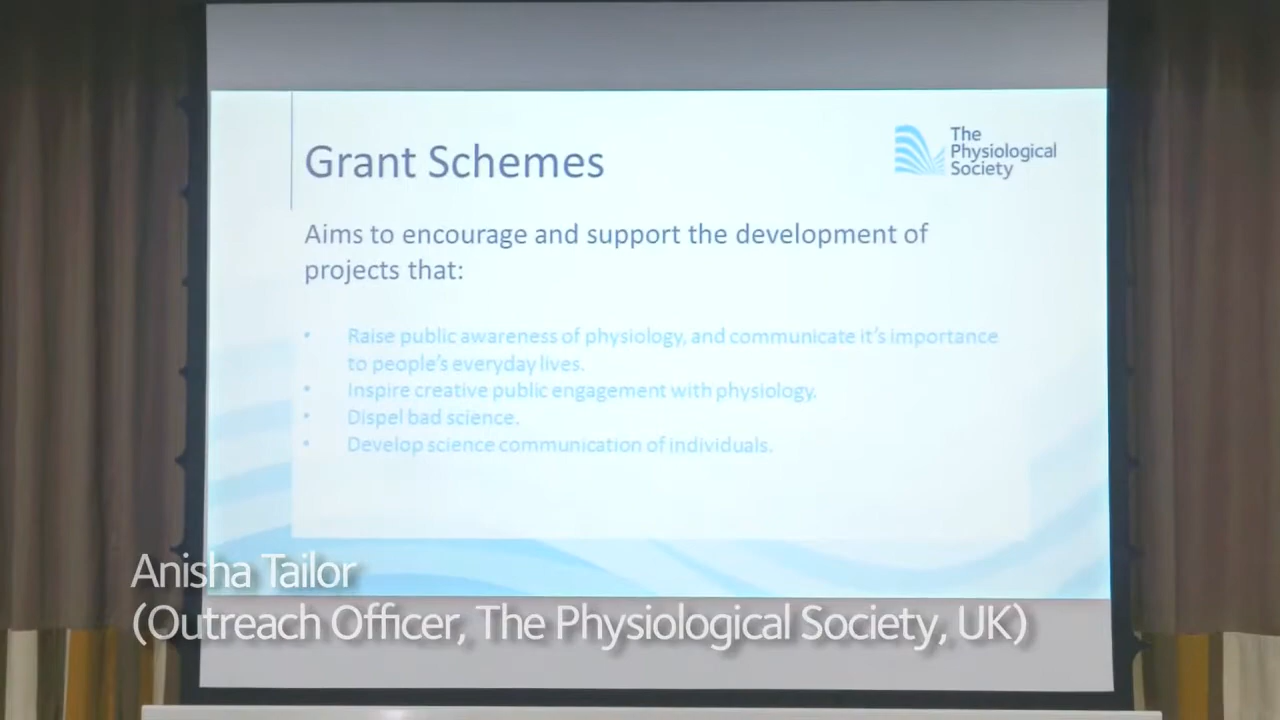 Grant Schemes
The
Physiological
Society
Aims to encourage and support the development of
projects that:
• Raise public awareness of physiology, and communicate it's importance
to people's everyday lives.
• Inspire creative public engagement with physiology.
• Dispel bad science.
• Develop science communication of individuals.
Anisha Tailor
(Outreach Officer, The Physiological Society, UK)